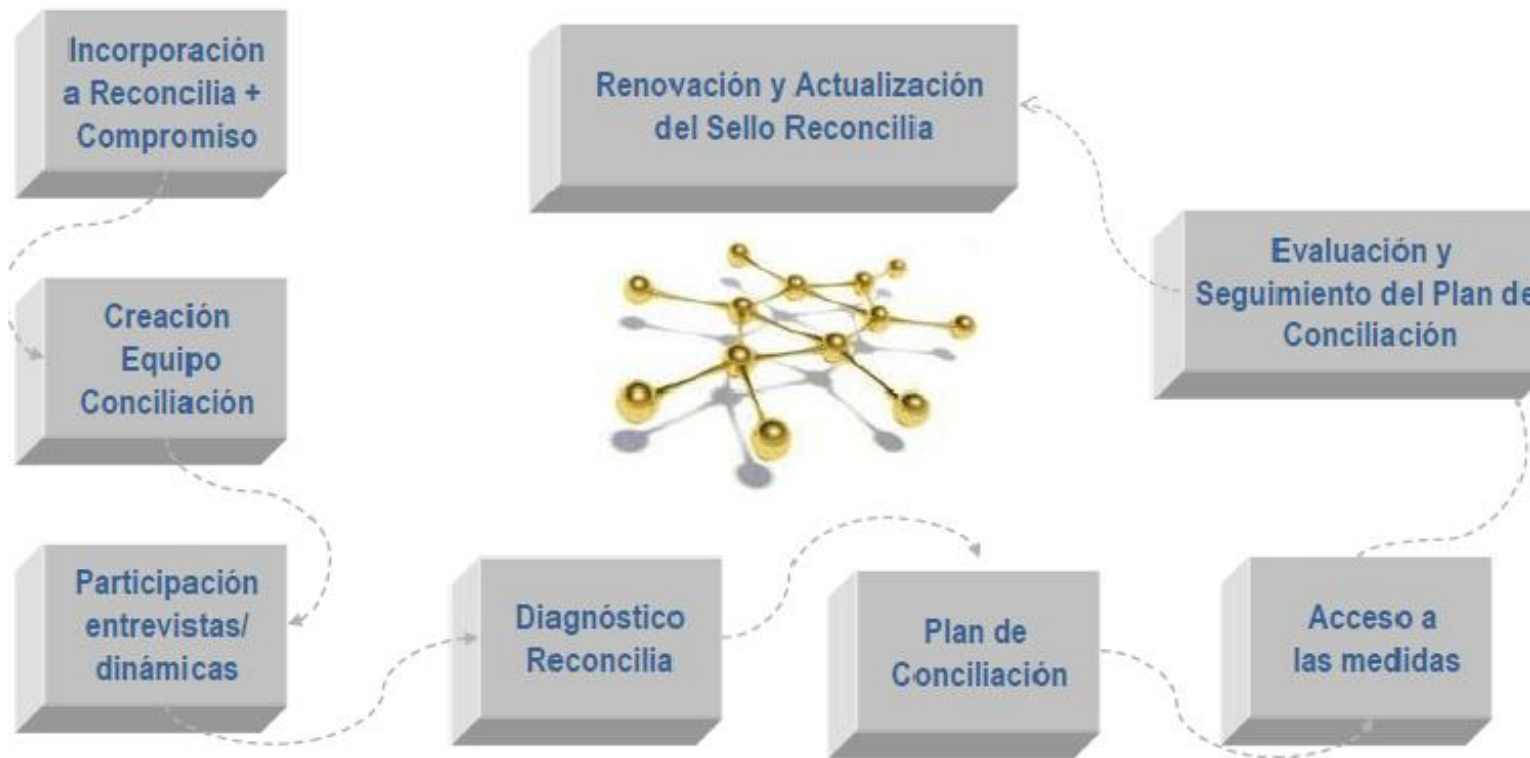 Incorporación
a Reconcilia +
Compromiso
Creación
Equipo
Conciliación
Participación
entrevistas/
dinámicas
Diagnóstico
Reconcilia
Plan de
Conciliación
Acceso a
las medidas
Evaluación y
Seguimiento del Plan de
Conciliación
Renovación y Actualización
del Sello Reconcilia